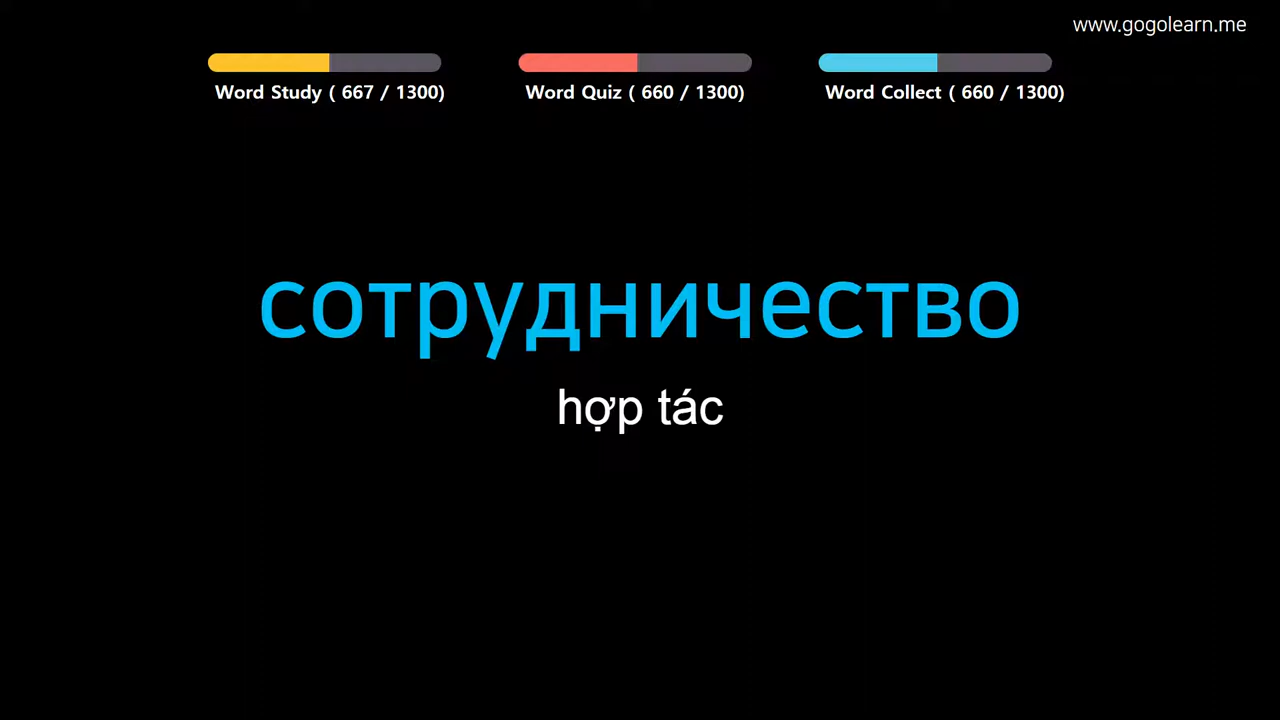 www.gogolearn.me
Word Study ( 667 / 1300)
Word Quiz ( 660 / 1300)
Word Collect ( 660 / 1300)
сотрудничество
hợp tác